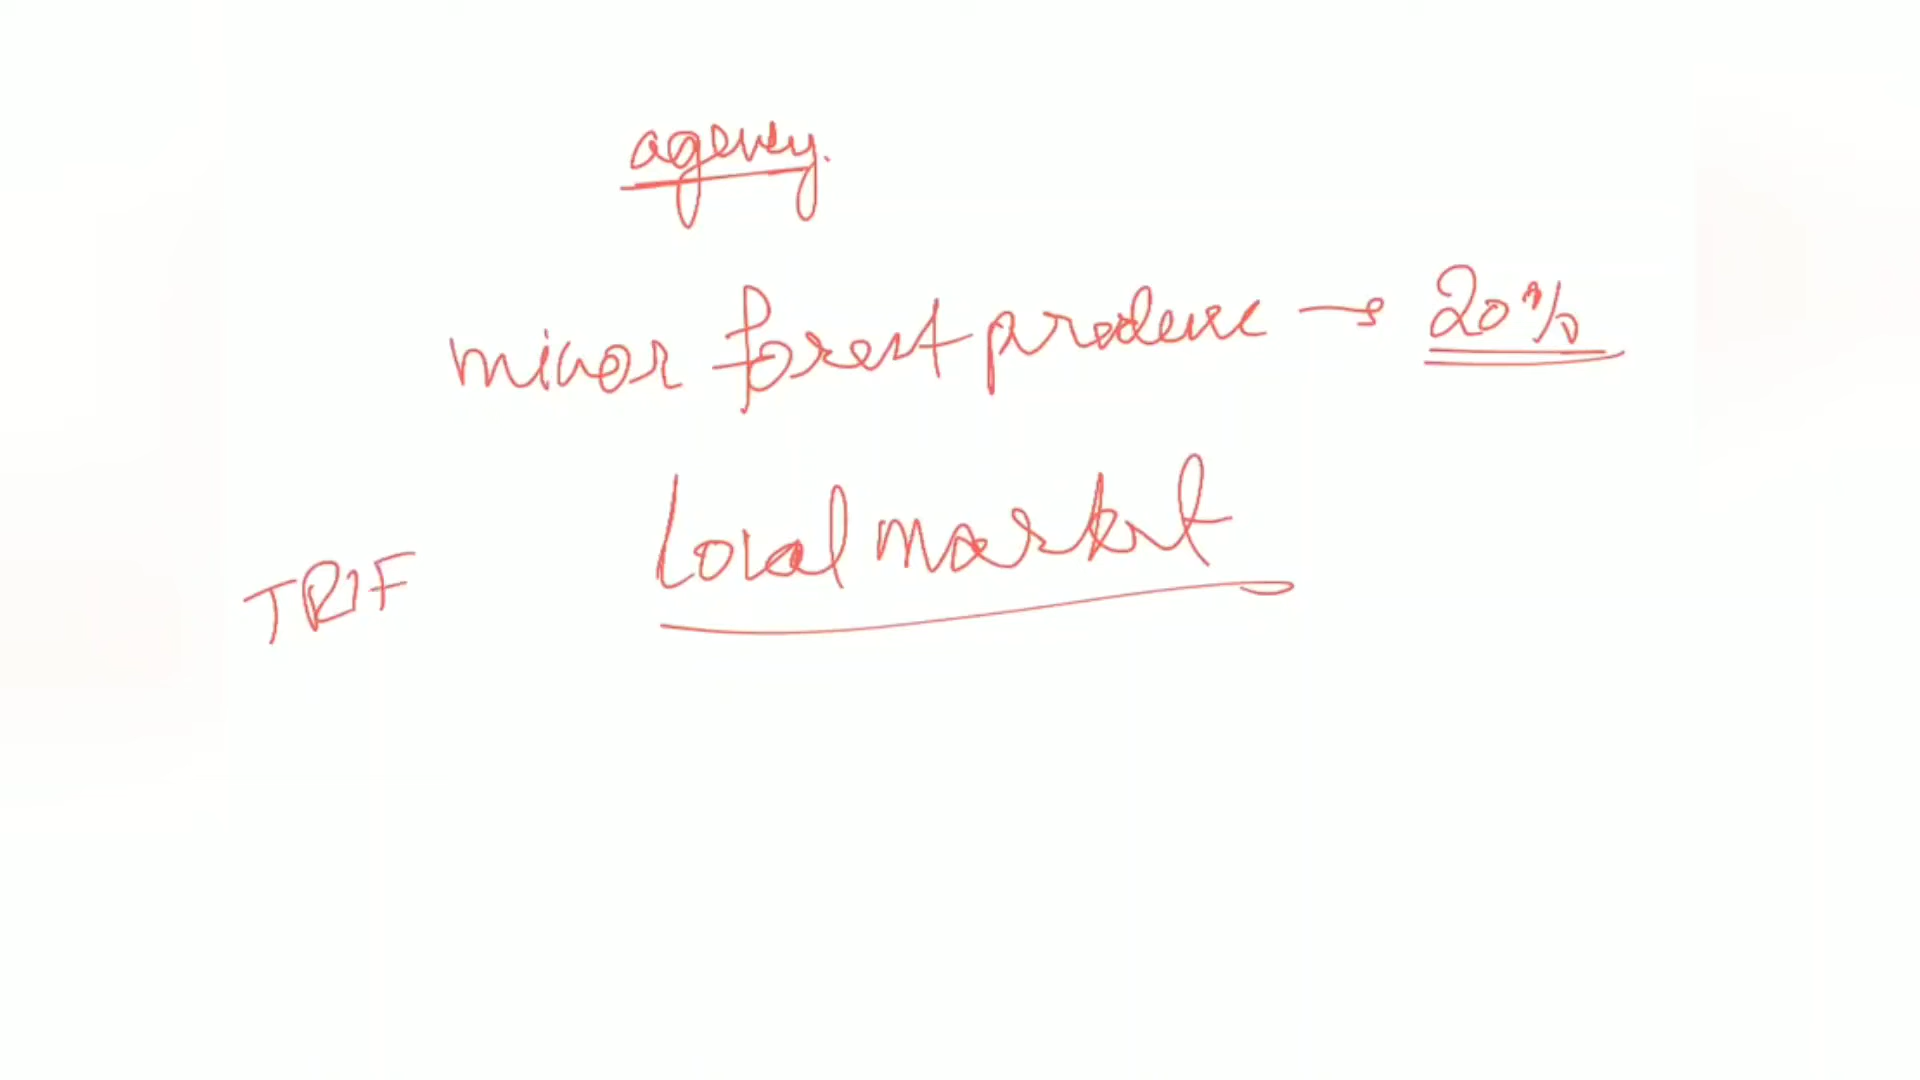 agency.
minor forest produce → 20%
Local market
TRIF